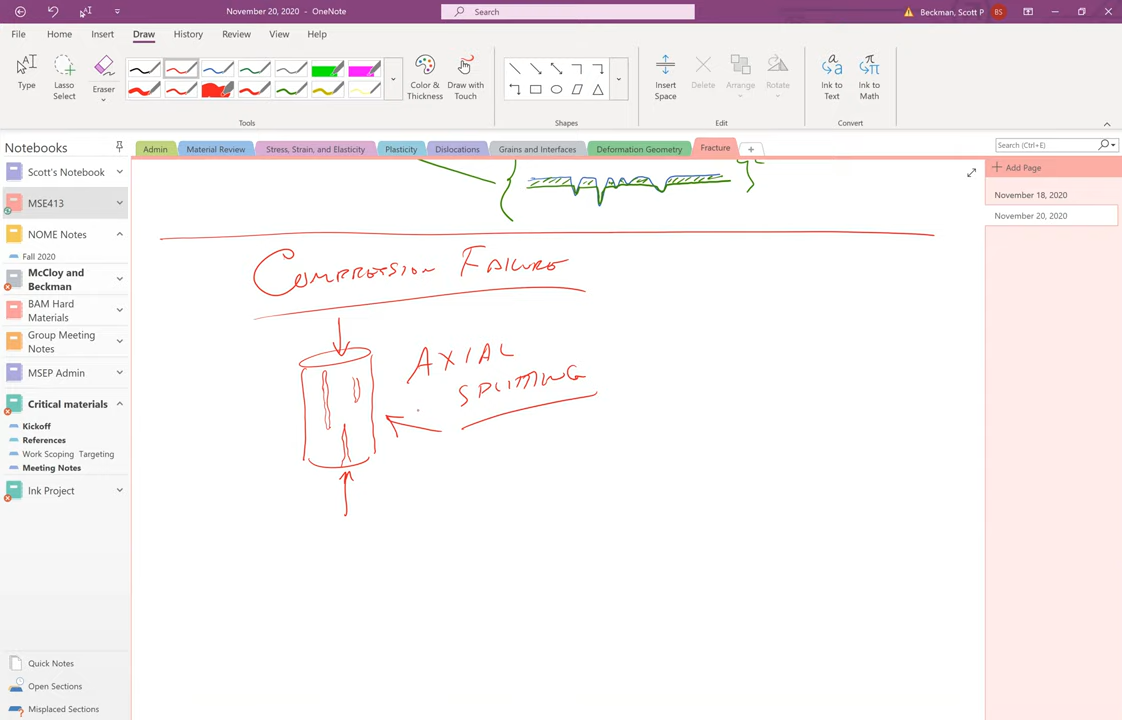 November 20, 2020 - OneNote
Search
Beckman, Scott P
BS
File Home Insert Draw History Review View Help
Type
Lasso Select
Eraser
Color & Thickness
Draw with Touch
Insert Space
Delete
Arrange
Rotate
Ink to Text
Ink to Math
Tools
Shapes
Edit
Convert
Notebooks
Admin Material Review Stress, Strain, and Elasticity Plasticity Dislocations Grains and Interfaces Deformation Geometry Fracture
Search (Ctrl+E)
Scott's Notebook
MSE413
NOME Notes
Fall 2020
McCloy and
Beckman
BAM Hard
Materials
Group Meeting
Notes
MSEP Admin
Critical materials
Kickoff
References
Work Scoping Targeting
Meeting Notes
Ink Project
Quick Notes
Open Sections
Misplaced Sections
COMPRESSION FAILURE
AXIAL
SPLITTING
Add Page
November 18, 2020
November 20, 2020